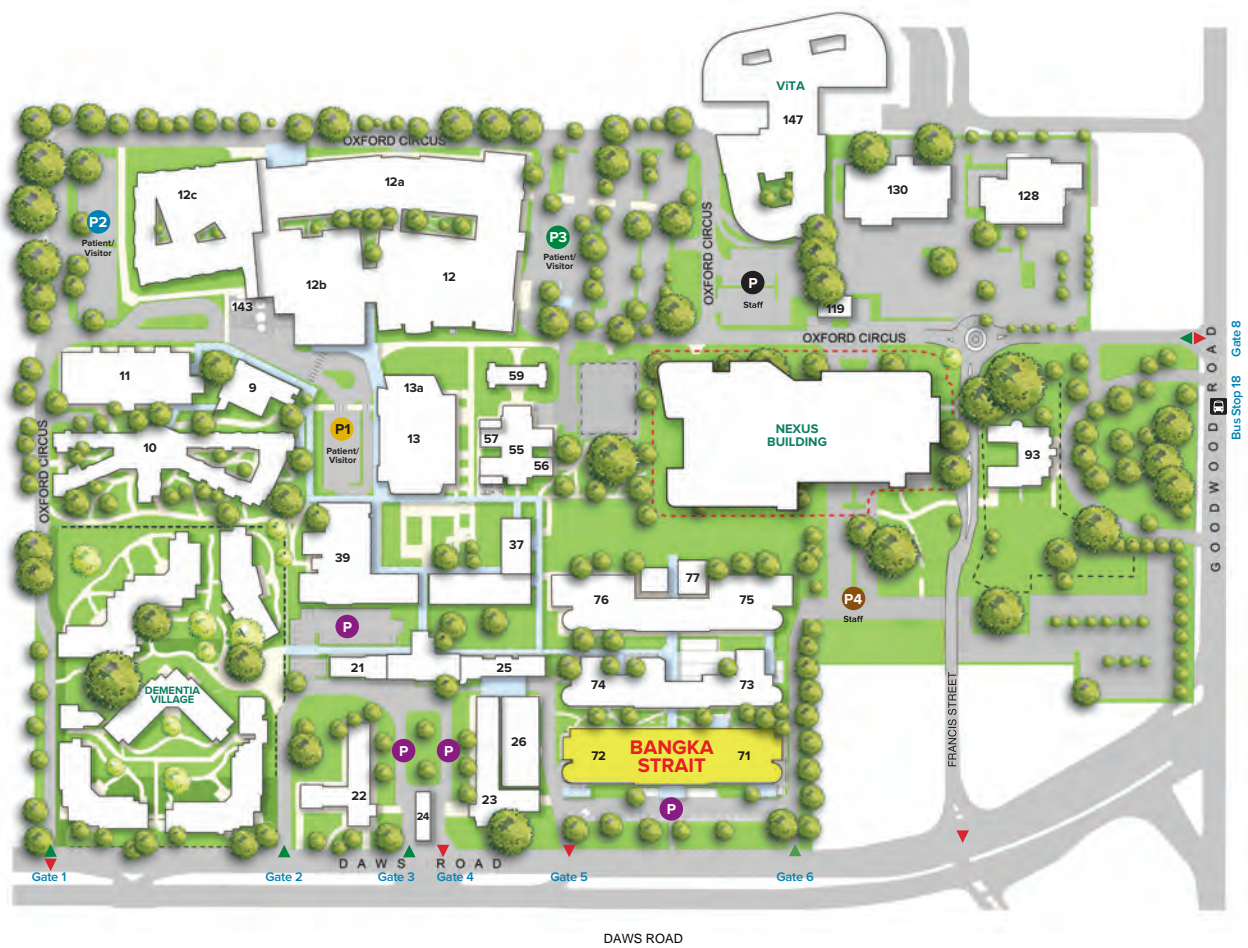 ViTA
147
OXFORD CIRCUS
12c
12a
130
128
P2
Patient/
Visitor
P3
Patient/
Visitor
OXFORD CIRCUS
12b
12
P
Staff
143
119
OXFORD CIRCUS
GOODWOOD ROAD
Gate 8
Bus Stop 18
11
9
13a
59
P1
Patient/
Visitor
13
57
55
56
NEXUS
BUILDING
93
10
OXFORD CIRCUS
39
37
77
76
75
P4
Staff
P
21
25
74
73
DEMENTIA
VILLAGE
FRANCIS STREET
P
P
26
72
BANGKA
STRAIT
71
22
23
24
P
DAWS ROAD
Gate 1
Gate 2
Gate 3
Gate 4
Gate 5
Gate 6
DAWS ROAD